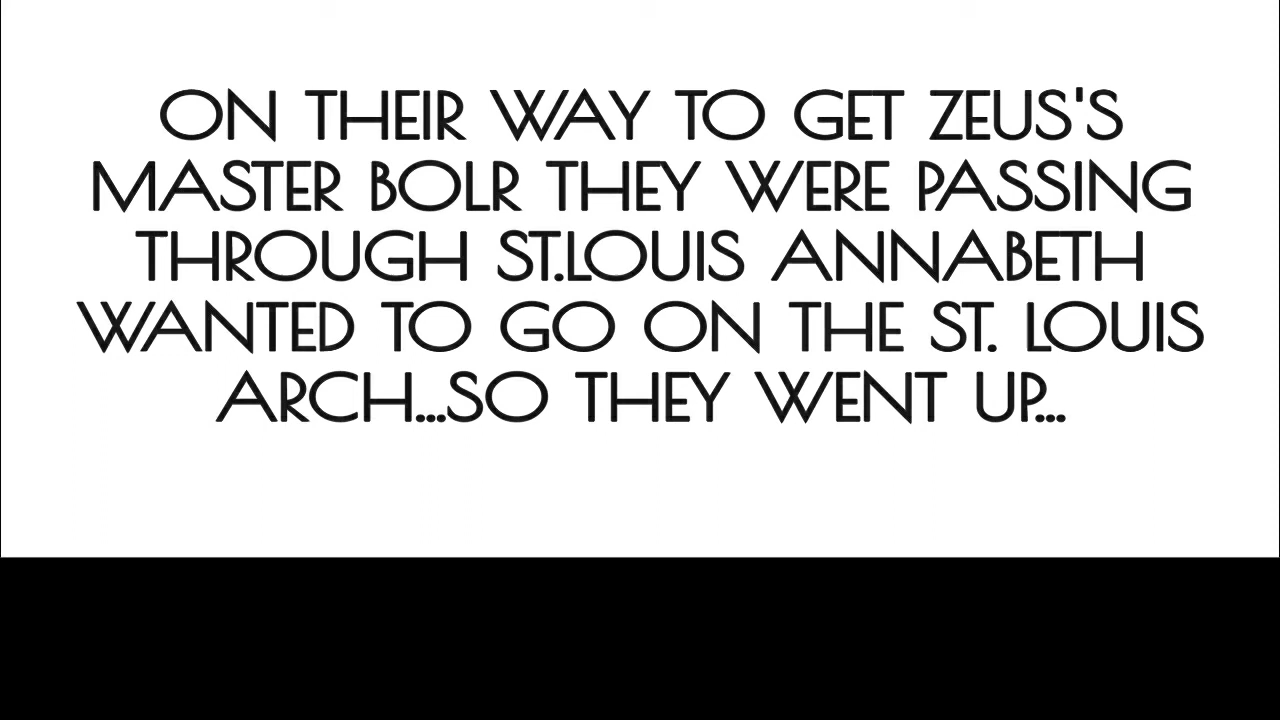 ON THEIR WAY TO GET ZEUS'S
MASTER BOLR THEY WERE PASSING
THROUGH ST.LOUIS ANNABETH
WANTED TO GO ON THE ST. LOUIS
ARCH...SO THEY WENT UP...